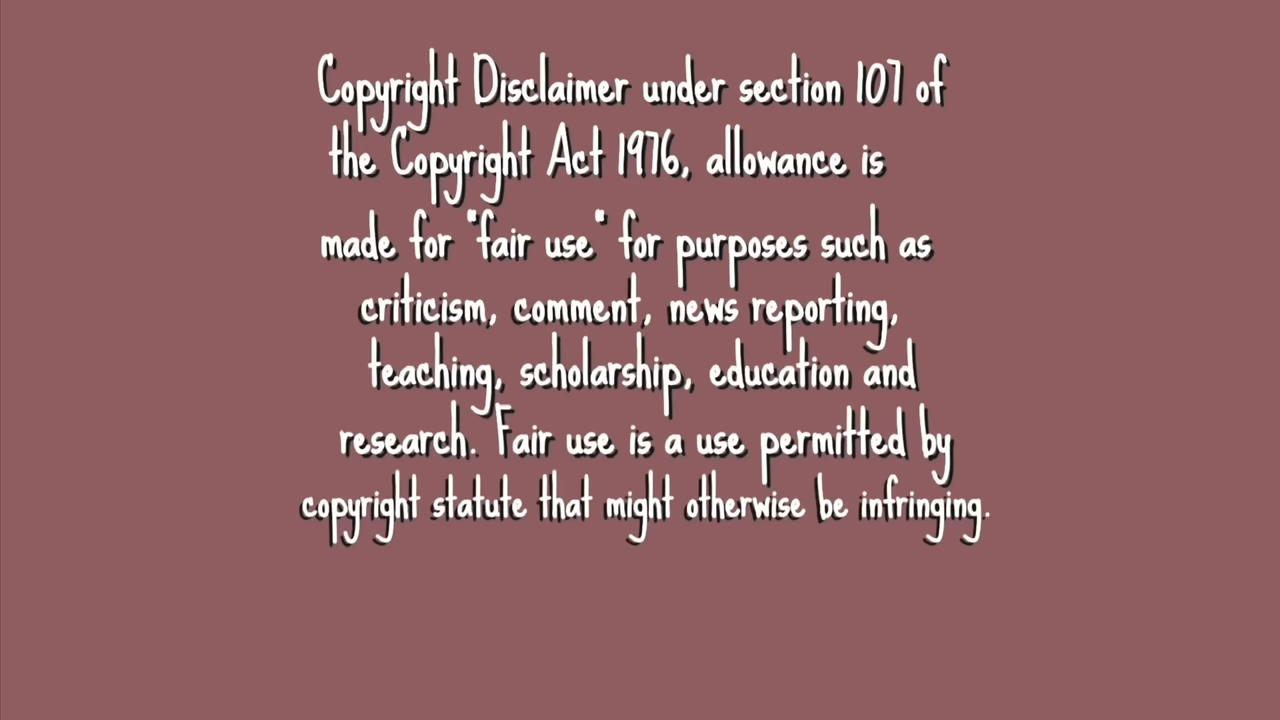 Copyright Disclaimer under section 107 of
the Copyright Act 1976, allowance is
made for "fair use" for purposes such as
criticism, comment, news reporting,
teaching, scholarship, education and
research. Fair use is a use permitted by
copyright statute that might otherwise be infringing.